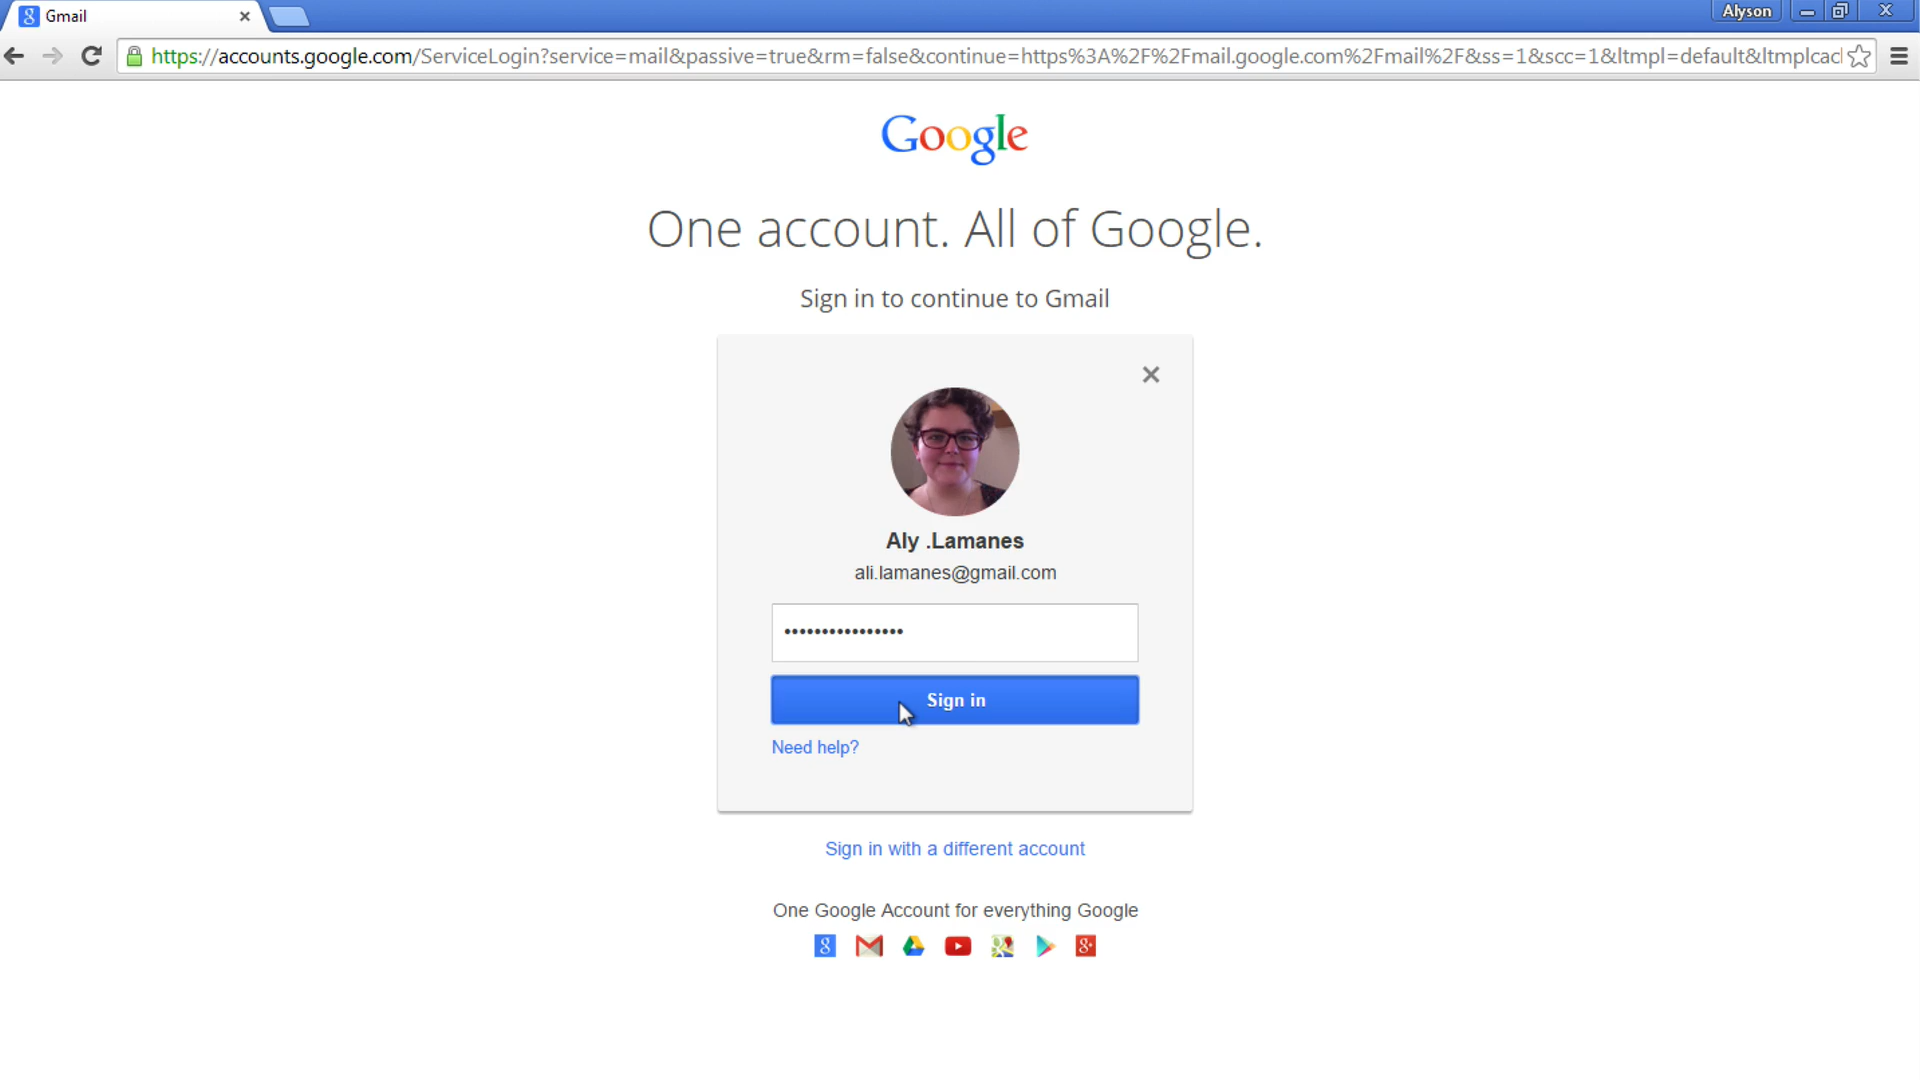 Gmail
Alyson
https://accounts.google.com/ServiceLogin?service=mail&passive=true&rm=false&continue=https%3A%2F%2Fmail.google.com%2Fmail%2F&ss=1&scc=1&ltmpl=default&ltmplcac
Google
One account. All of Google.
Sign in to continue to Gmail
Aly .Lamanes
ali.lamanes@gmail.com
••••••••••••••••
Sign in
Need help?
Sign in with a different account
One Google Account for everything Google